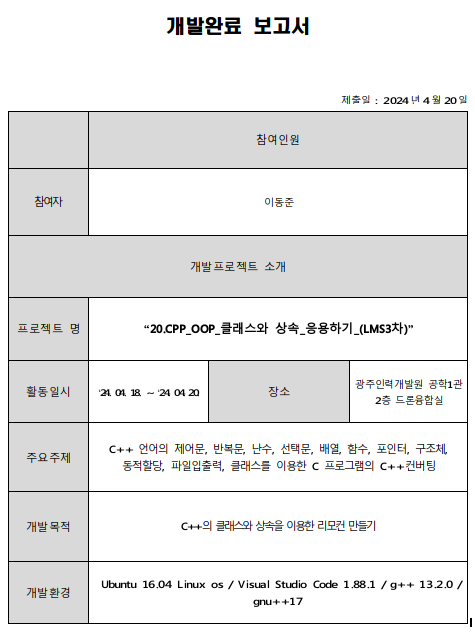 개발완료 보고서
제출일 : 2024년 4월 20일
참여인원
참여자
이동준
개발프로젝트 소개
프로젝트 명
“20.CPP_OOP_클래스와 상속_응용하기_(LMS3차)”
활동일시
‘24. 04. 18. ~ ‘24. 04. 20.
장소
광주인력개발원 공학1관
2층 드론융합실
주요주제
C++ 언어의 제어문, 반복문, 난수, 선택문, 배열, 함수, 포인터, 구조체,
동적할당, 파일입출력, 클래스를 이용한 C 프로그램의 C++컨버팅
개발목적
C++의 클래스와 상속을 이용한 리모컨 만들기
개발환경
Ubuntu 16.04 Linux os / Visual Studio Code 1.88.1 / g++ 13.2.0 /
gnu++17